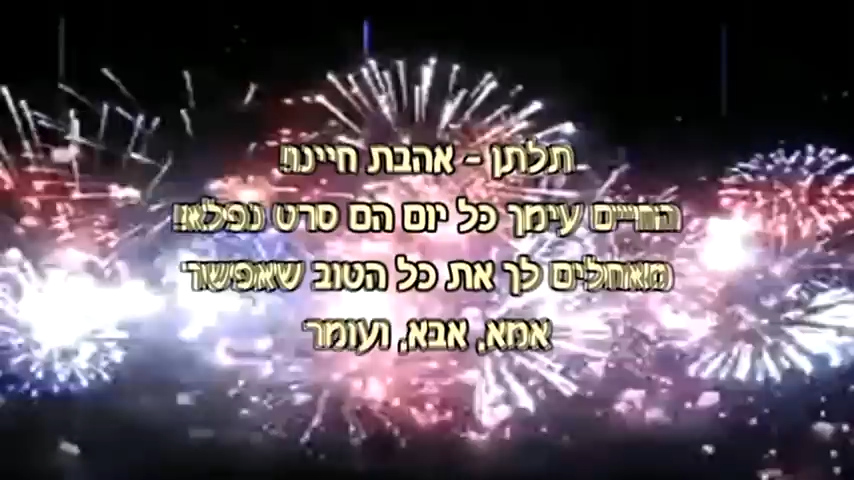 תלתן - אהבת חיינו!
החיים עימך כל יום הם סרט נפלא!
מאחלים לך את כל הטוב שאפשר
אמא, אבא, ועומר